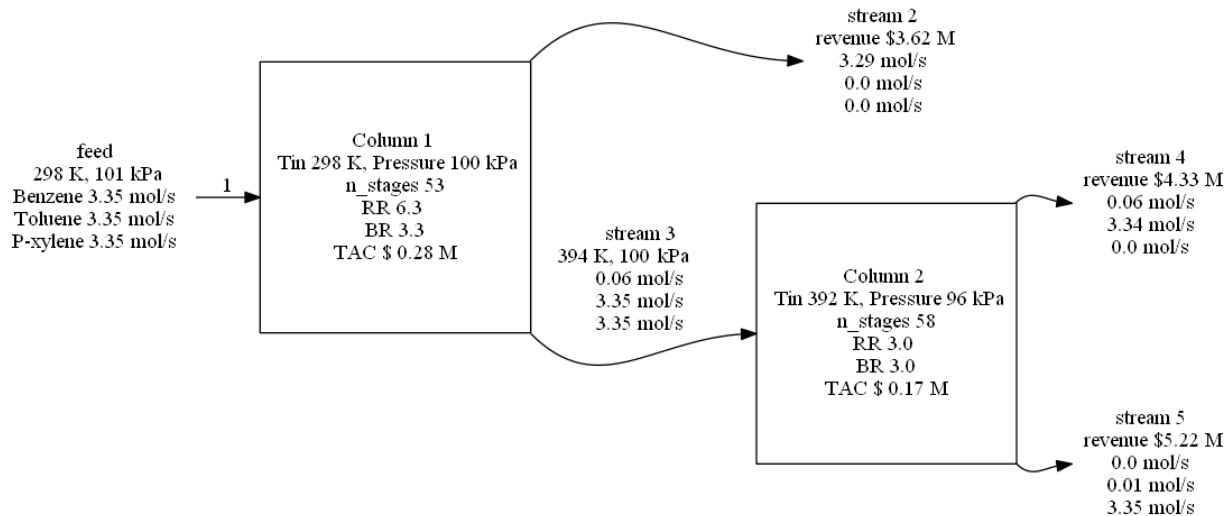 feed
298 K, 101 kPa
Benzene 3.35 mol/s
Toluene 3.35 mol/s
P-xylene 3.35 mol/s
1
Column 1
Tin 298 K, Pressure 100 kPa
n_stages 53
RR 6.3
BR 3.3
TAC $ 0.28 M
stream 2
revenue $3.62 M
3.29 mol/s
0.0 mol/s
0.0 mol/s
stream 3
394 K, 100 kPa
0.06 mol/s
3.35 mol/s
3.35 mol/s
Column 2
Tin 392 K, Pressure 96 kPa
n_stages 58
RR 3.0
BR 3.0
TAC $ 0.17 M
stream 4
revenue $4.33 M
0.06 mol/s
3.34 mol/s
0.0 mol/s
stream 5
revenue $5.22 M
0.0 mol/s
0.01 mol/s
3.35 mol/s